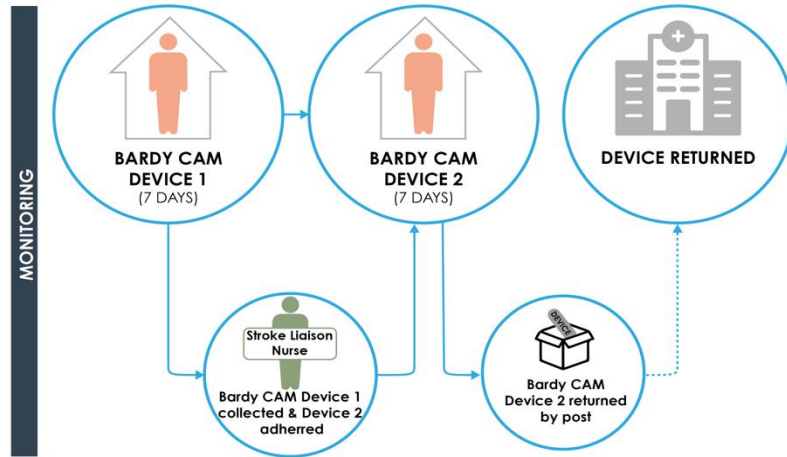 MONITORING
BARDY CAM
DEVICE 1
(7 DAYS)
BARDY CAM
DEVICE 2
(7 DAYS)
DEVICE RETURNED
Stroke Liaison
Nurse
Bardy CAM Device 1
collected & Device 2
adherred
DEVICE
Bardy CAM
Device 2 returned
by post